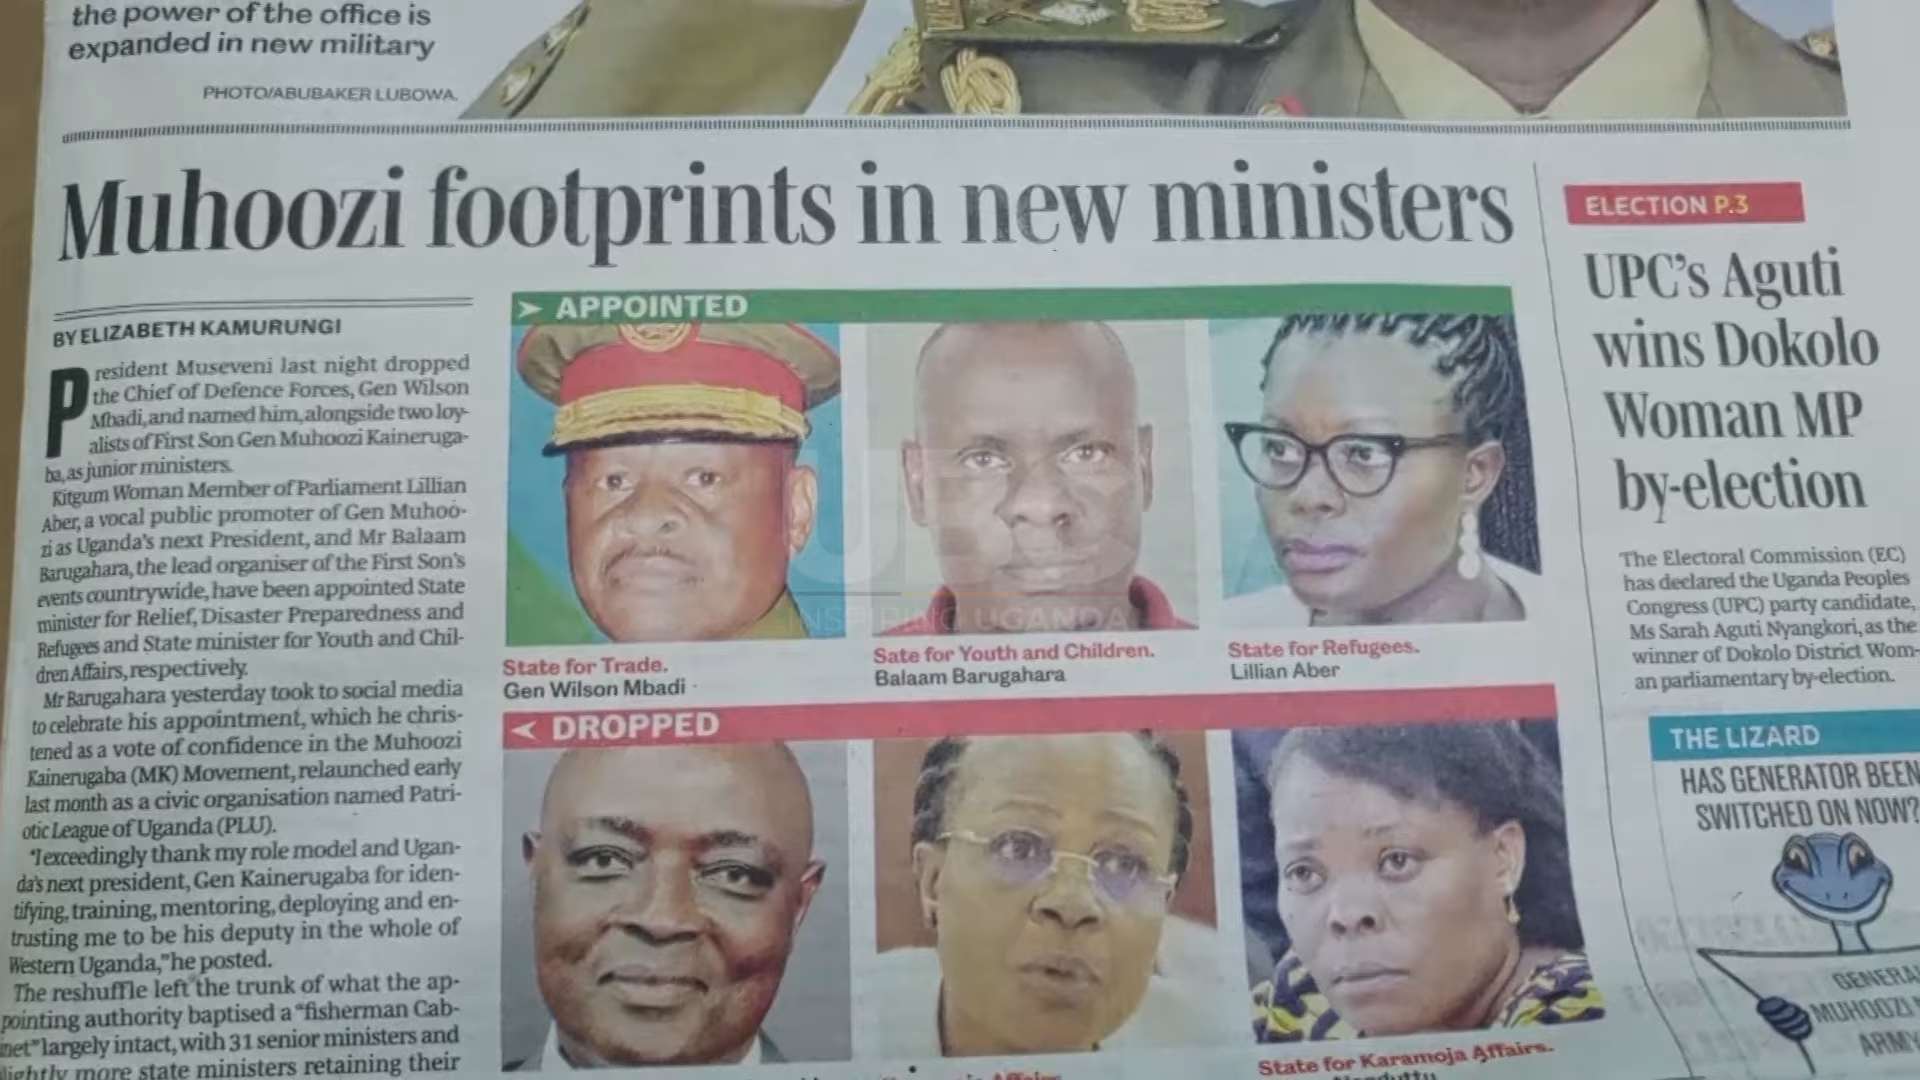 the power of the office is
expanded in new military
PHOTO/ABUBAKER LUBOWA.
Muhoozi footprints in new ministers
BY ELIZABETH KAMURUNGI
President Museveni last night dropped
the Chief of Defence Forces, Gen Wilson
Mbadi, and named him, alongside two loy-
alists of First Son Gen Muhoozi Kaineruga-
ba, as junior ministers.
Kitgum Woman Member of Parliament Lillian
Aber, a vocal public promoter of Gen Muhoo-
zi as Uganda's next President, and Mr Balaam
Barugahara, the lead organiser of the First Son's
events countrywide, have been appointed State
minister for Relief, Disaster Preparedness and
Refugees and State minister for Youth and Chil-
dren Affairs, respectively.
Mr Barugahara yesterday took to social media
to celebrate his appointment, which he chris-
tened as a vote of confidence in the Muhoozi
Kainerugaba (MK) Movement, relaunched early
last month as a civic organisation named Patri-
otic League of Uganda (PLU).
"I exceedingly thank my role model and Ugan-
da's next president, Gen Kainerugaba for iden-
tifying, training, mentoring, deploying and en-
trusting me to be his deputy in the whole of
Western Uganda," he posted.
The reshuffle left the trunk of what the ap-
pointing authority baptised a "fisherman Cab-
inet" largely intact, with 31 senior ministers and
slightly more state ministers retaining their
APPOINTED
State for Trade.
Gen Wilson Mbadi
Sate for Youth and Children.
Balaam Barugahara
State for Refugees.
Lillian Aber
DROPPED
State for Karamoja Affairs.
UBC
INSPIRING UGANDA
ELECTION P.3
UPC's Aguti
wins Dokolo
Woman MP
by-election
The Electoral Commission (EC)
has declared the Uganda Peoples
Congress (UPC) party candidate,
Ms Sarah Aguti Nyangkori, as the
winner of Dokolo District Wom-
an parliamentary by-election.
THE LIZARD
HAS GENERATOR BEEN
SWITCHED ON NOW?
GENERAL
MUHOOZI
ARMY